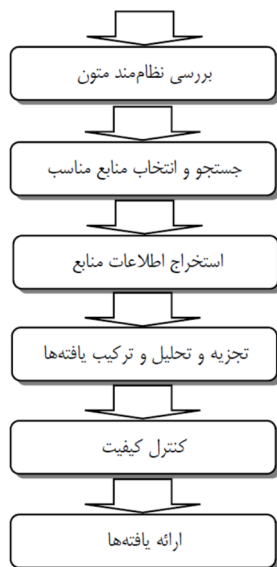 بررسی نظام‌مند متون
جستجو و انتخاب منابع مناسب
استخراج اطلاعات منابع
تجزیه و تحلیل و ترکیب یافته‌ها
کنترل کیفیت
ارائه یافته‌ها